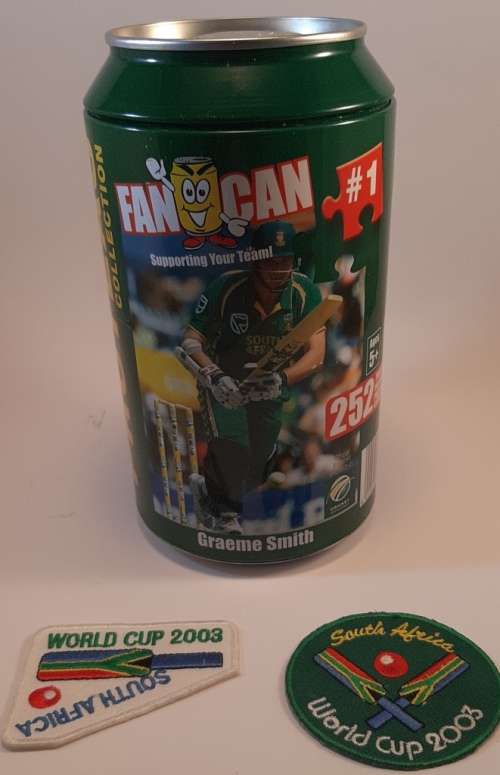 COLLECTION
FAN CAN
#1
Supporting Your Team!
SOUTH
AFRICA
AGES
5+
252
Graeme Smith
WORLD CUP 2003
SOUTH AFRICA
South Africa
World Cup 2003